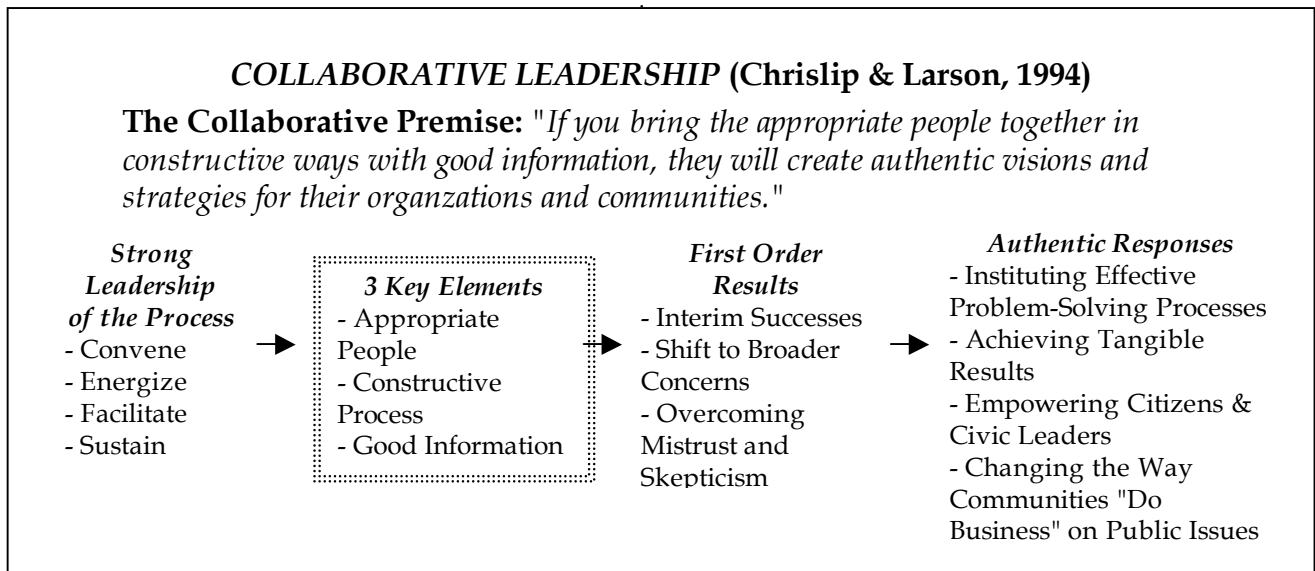 COLLABORATIVE LEADERSHIP (Chrislip & Larson, 1994)
The Collaborative Premise: "If you bring the appropriate people together in
constructive ways with good information, they will create authentic visions and
strategies for their organzations and communities."
Strong
Leadership
of the Process
- Convene
- Energize
- Facilitate
- Sustain
3 Key Elements
- Appropriate
People
- Constructive
Process
- Good Information
First Order
Results
- Interim Successes
- Shift to Broader
Concerns
- Overcoming
Mistrust and
Skepticism
Authentic Responses
- Instituting Effective
Problem-Solving Processes
- Achieving Tangible
Results
- Empowering Citizens &
Civic Leaders
- Changing the Way
Communities "Do
Business" on Public Issues